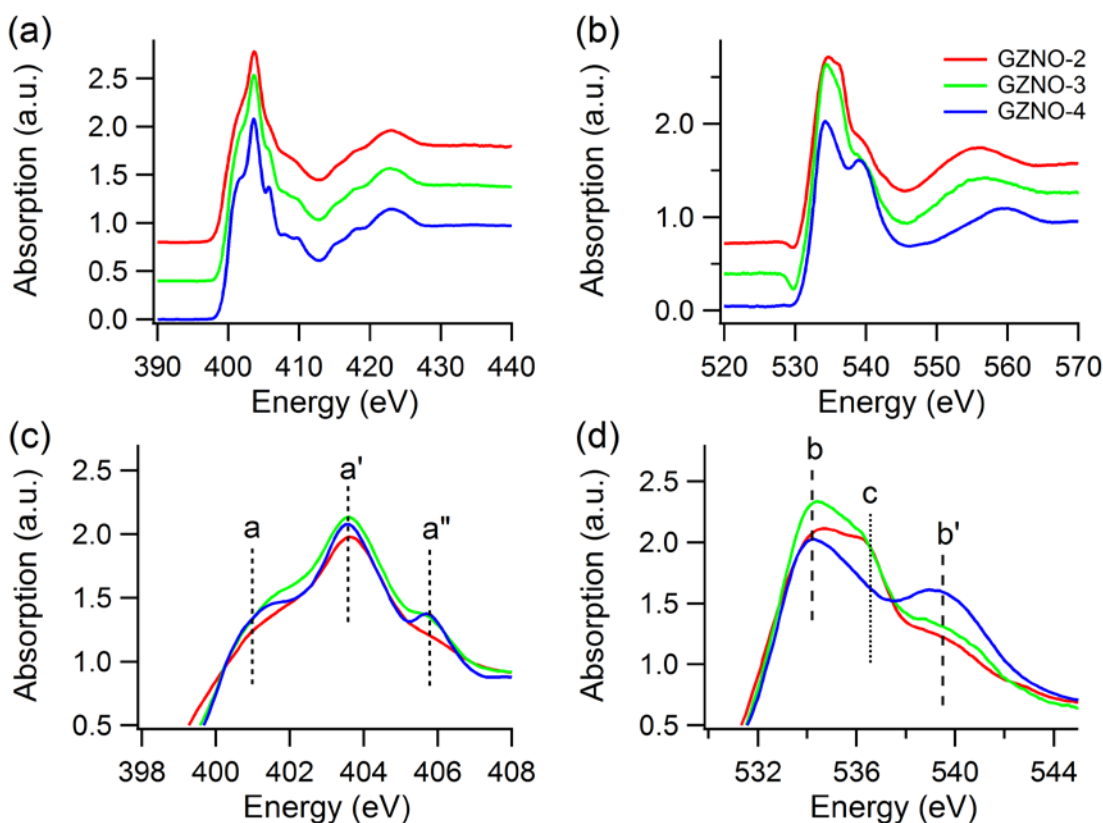 (a)
Absorption (a.u.)
2.5
2.0
1.5
1.0
0.5
0.0
390 400 410 420 430 440
Energy (eV)
(b)
Absorption (a.u.)
2.0
1.0
0.0
520 530 540 550 560 570
Energy (eV)
GZNO-2
GZNO-3
GZNO-4
(c)
Absorption (a.u.)
2.5
2.0
1.5
1.0
0.5
a
a'
a"
398 400 402 404 406 408
Energy (eV)
(d)
Absorption (a.u.)
2.5
2.0
1.5
1.0
0.5
b
c
b'
532 536 540 544
Energy (eV)